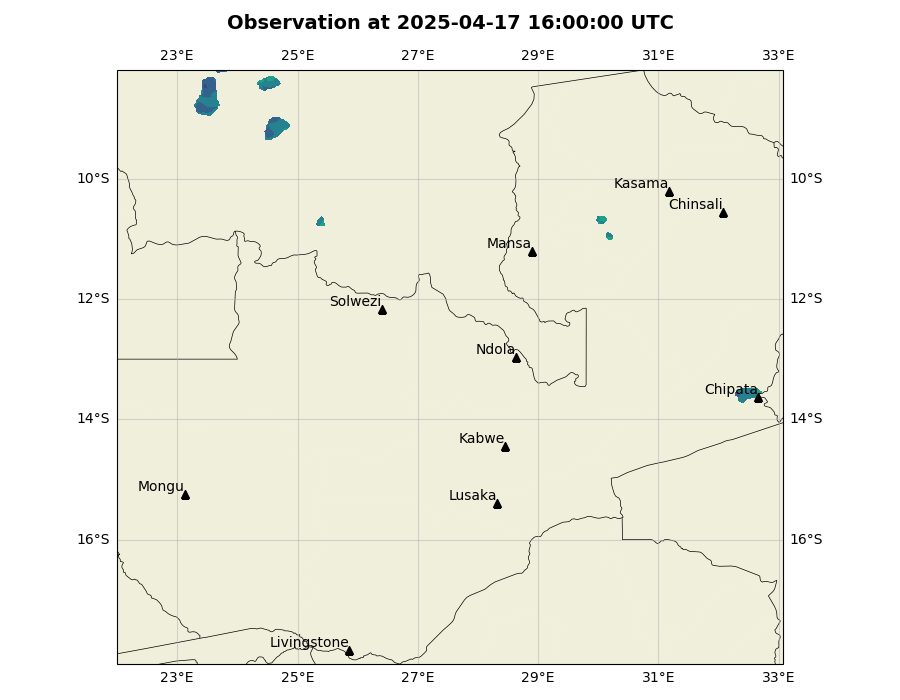 Observation at 2025-04-17 16:00:00 UTC
23°E 25°E 27°E 29°E 31°E 33°E
10°S 10°S
Kasama
Chinsali
Mansa
12°S 12°S
Solwezi
Ndola
Chipata
14°S 14°S
Kabwe
Mongu
Lusaka
16°S 16°S
Livingstone
23°E 25°E 27°E 29°E 31°E 33°E